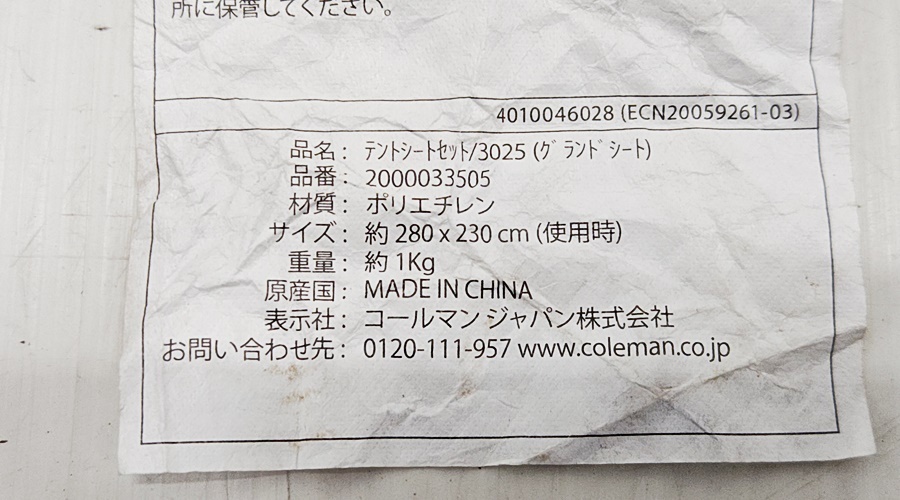 所に保管してください。
4010046028 (ECN20059261-03)
品名： ﾃﾝﾄｼｰﾄｾｯﾄ/3025 (ｸﾞﾗﾝﾄﾞｼｰﾄ)
品番： 2000033505
材質： ポリエチレン
サイズ： 約 280 x 230 cm (使用時)
重量： 約 1Kg
原産国： MADE IN CHINA
表示社： コールマン ジャパン株式会社
お問い合わせ先： 0120-111-957 www.coleman.co.jp